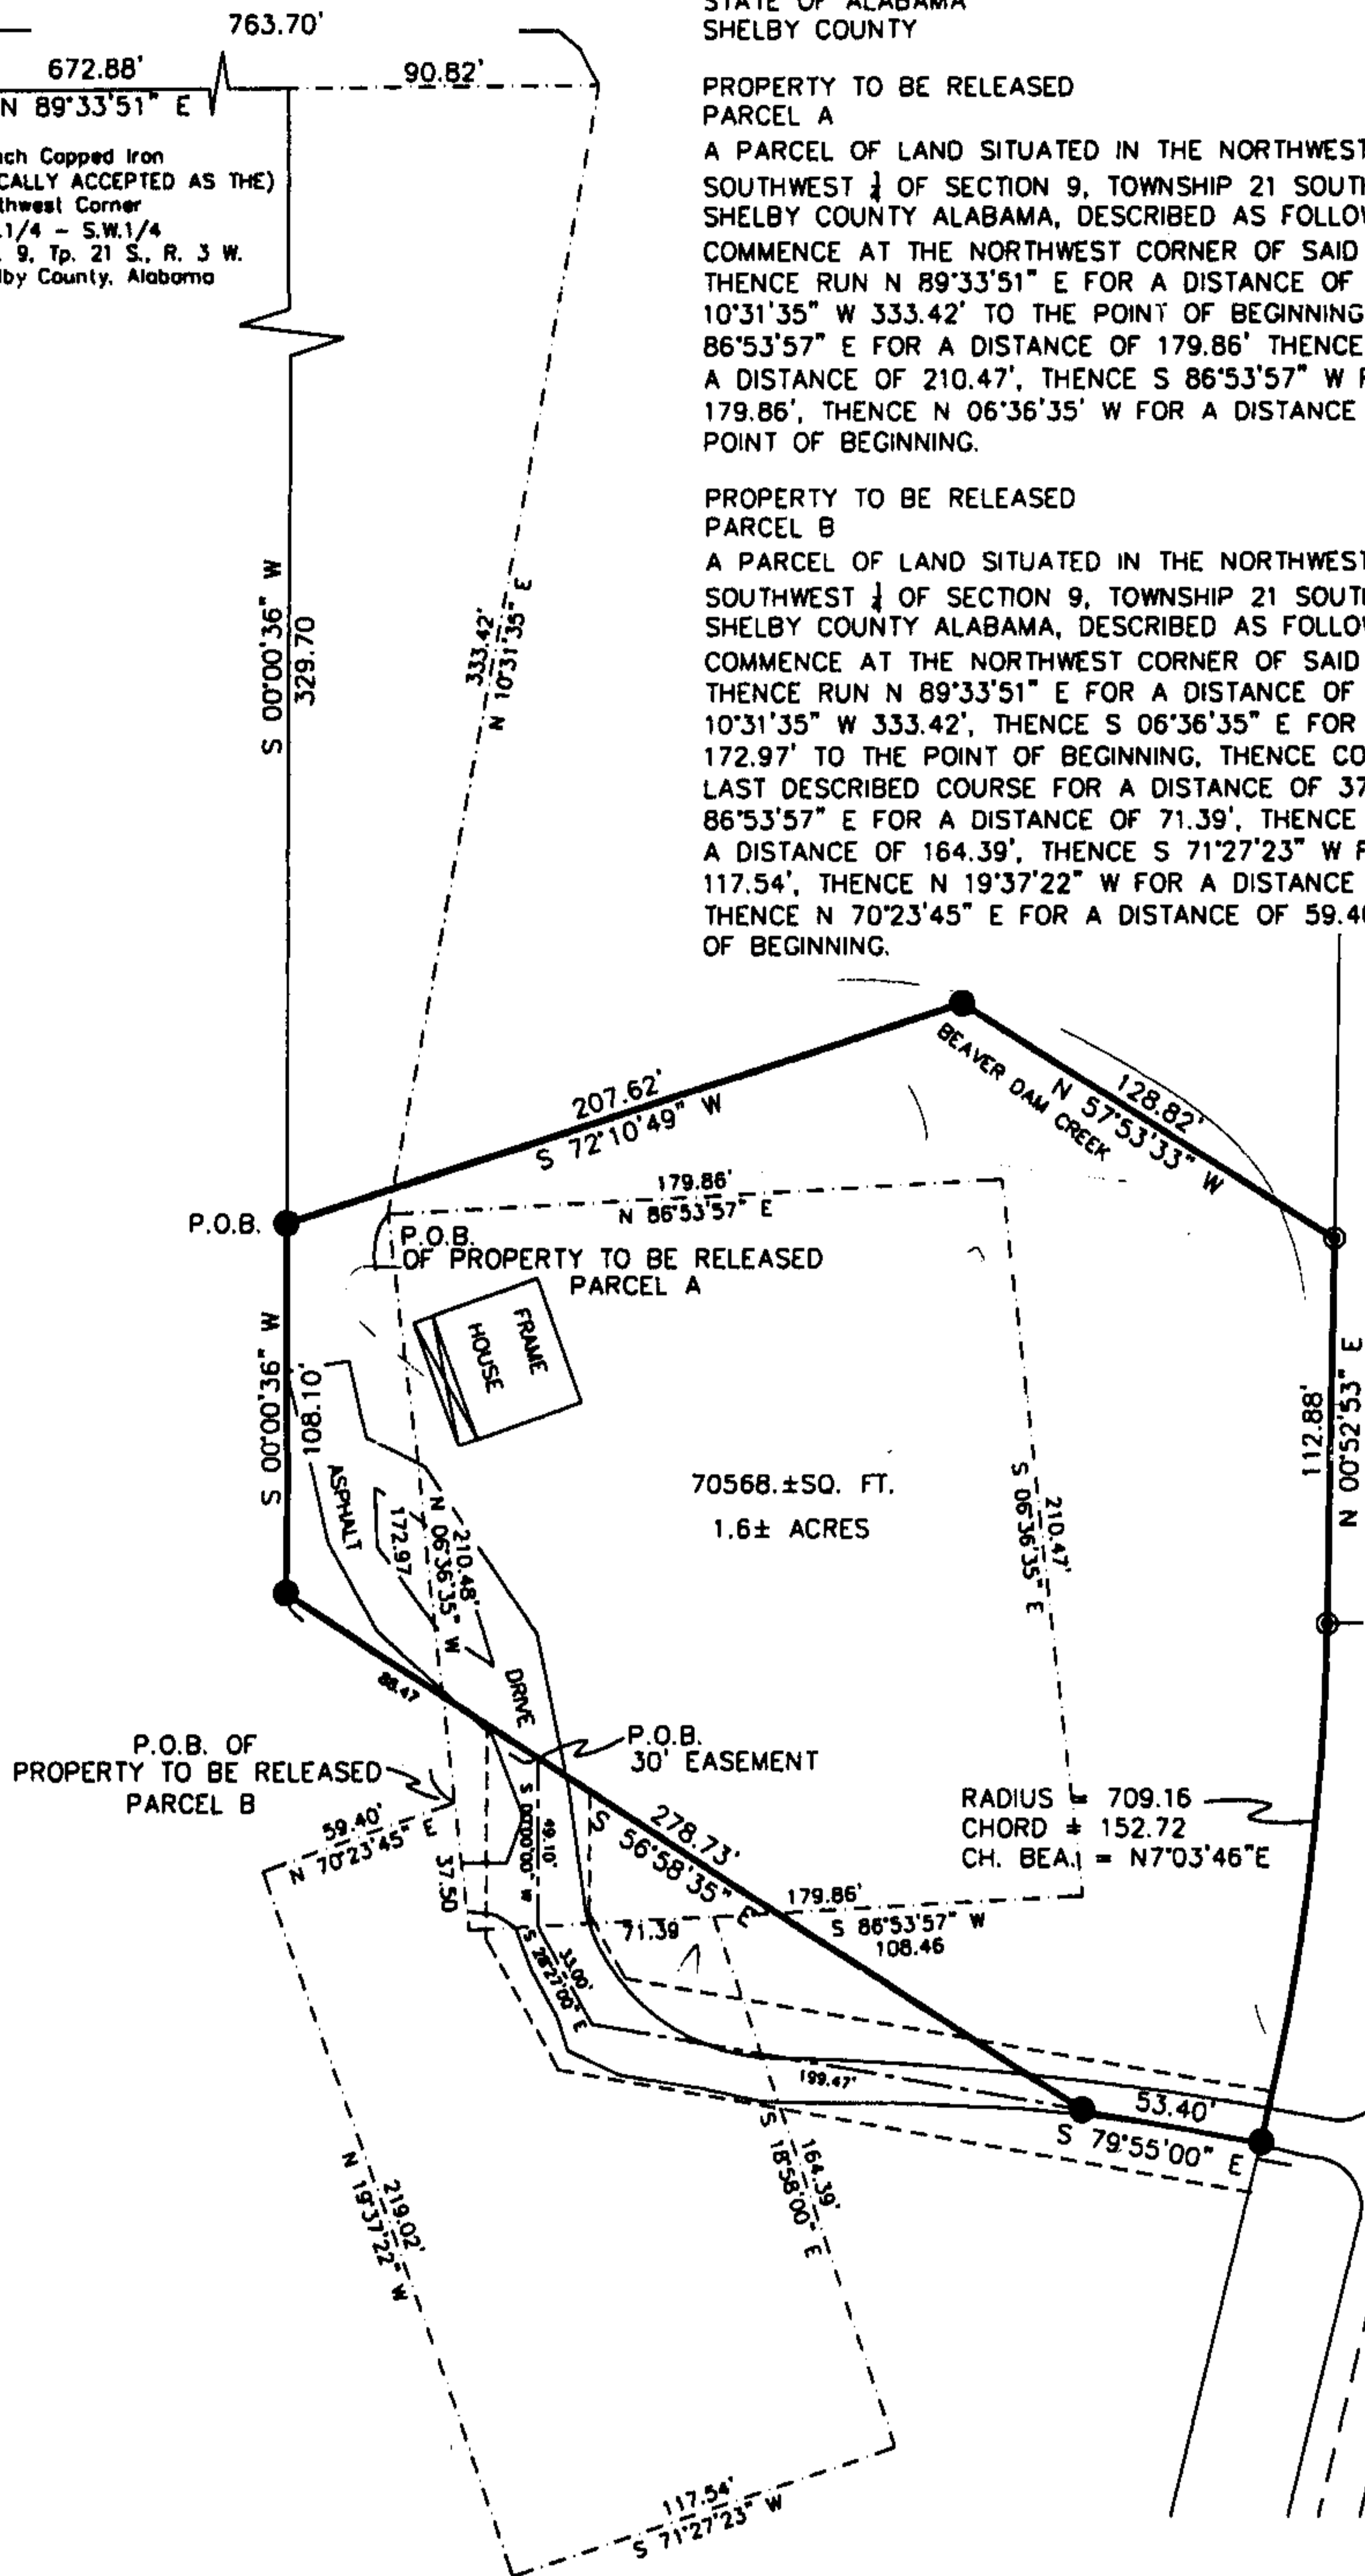 STATE OF ALABAMA
SHELBY COUNTY
PROPERTY TO BE RELEASED
PARCEL A
A PARCEL OF LAND SITUATED IN THE NORTHWEST
SOUTHWEST ¼ OF SECTION 9, TOWNSHIP 21 SOUTH
SHELBY COUNTY ALABAMA, DESCRIBED AS FOLLOW
COMMENCE AT THE NORTHWEST CORNER OF SAID
THENCE RUN N 89°33'51" E FOR A DISTANCE OF
10°31'35" W 333.42' TO THE POINT OF BEGINNING
86°53'57" E FOR A DISTANCE OF 179.86' THENCE
A DISTANCE OF 210.47', THENCE S 86°53'57" W F
179.86', THENCE N 06°36'35' W FOR A DISTANCE
POINT OF BEGINNING.
PROPERTY TO BE RELEASED
PARCEL B
A PARCEL OF LAND SITUATED IN THE NORTHWEST
SOUTHWEST ¼ OF SECTION 9, TOWNSHIP 21 SOUTH
SHELBY COUNTY ALABAMA, DESCRIBED AS FOLLOW
COMMENCE AT THE NORTHWEST CORNER OF SAID
THENCE RUN N 89°33'51" E FOR A DISTANCE OF
10°31'35" W 333.42', THENCE S 06°36'35" E FOR
172.97' TO THE POINT OF BEGINNING, THENCE CO
LAST DESCRIBED COURSE FOR A DISTANCE OF 37
86°53'57" E FOR A DISTANCE OF 71.39', THENCE
A DISTANCE OF 164.39', THENCE S 71°27'23" W F
117.54', THENCE N 19°37'22" W FOR A DISTANCE
THENCE N 70°23'45" E FOR A DISTANCE OF 59.40
OF BEGINNING.
763.70'
672.88'
90.82'
N 89°33'51" E
nch Capped Iron
CALLY ACCEPTED AS THE)
thwest Corner
.1/4 - S.W.1/4
. 9, Tp. 21 S., R. 3 W.
lby County, Alabama
S 00°00'36" W
329.70
333.42'
N 10°31'35" E
207.62'
S 72°10'49" W
BEAVER DAM CREEK
128.82'
N 57°53'33" W
179.86'
N 86°53'57" E
P.O.B.
P.O.B.
OF PROPERTY TO BE RELEASED
PARCEL A
FRAME
HOUSE
S 00°00'36" W
108.10'
ASPHALT
172.97
N 06°36'35" W
210.48'
DRIVE
70568.±SQ. FT.
1.6± ACRES
210.47'
S 06°36'35" E
112.88'
N 00°52'53" E
88.47
P.O.B. OF
PROPERTY TO BE RELEASED
PARCEL B
P.O.B.
30' EASEMENT
RADIUS = 709.16
CHORD = 152.72
CH. BEA. = N7°03'46"E
59.40'
N 70°23'45" E
37.50
49.10'
S 00°00'00" W
278.73'
S 56°58'35" E
179.86'
S 86°53'57" W
108.46
71.39
33.00'
S 28°27'00" E
199.47'
53.40'
S 79°55'00" E
164.39'
S 18°58'00" E
219.02'
N 19°37'22" W
117.54'
S 71°27'23" W